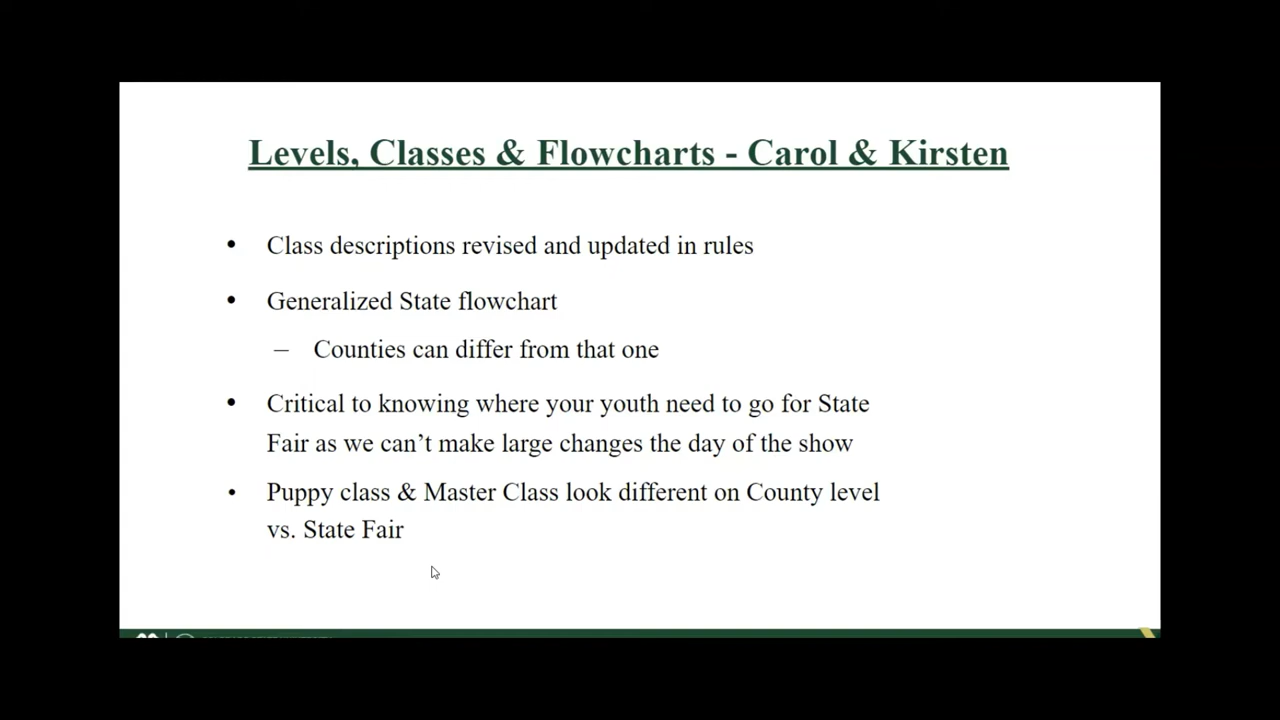 Levels, Classes & Flowcharts - Carol & Kirsten
• Class descriptions revised and updated in rules
• Generalized State flowchart
– Counties can differ from that one
• Critical to knowing where your youth need to go for State
Fair as we can’t make large changes the day of the show
• Puppy class & Master Class look different on County level
vs. State Fair